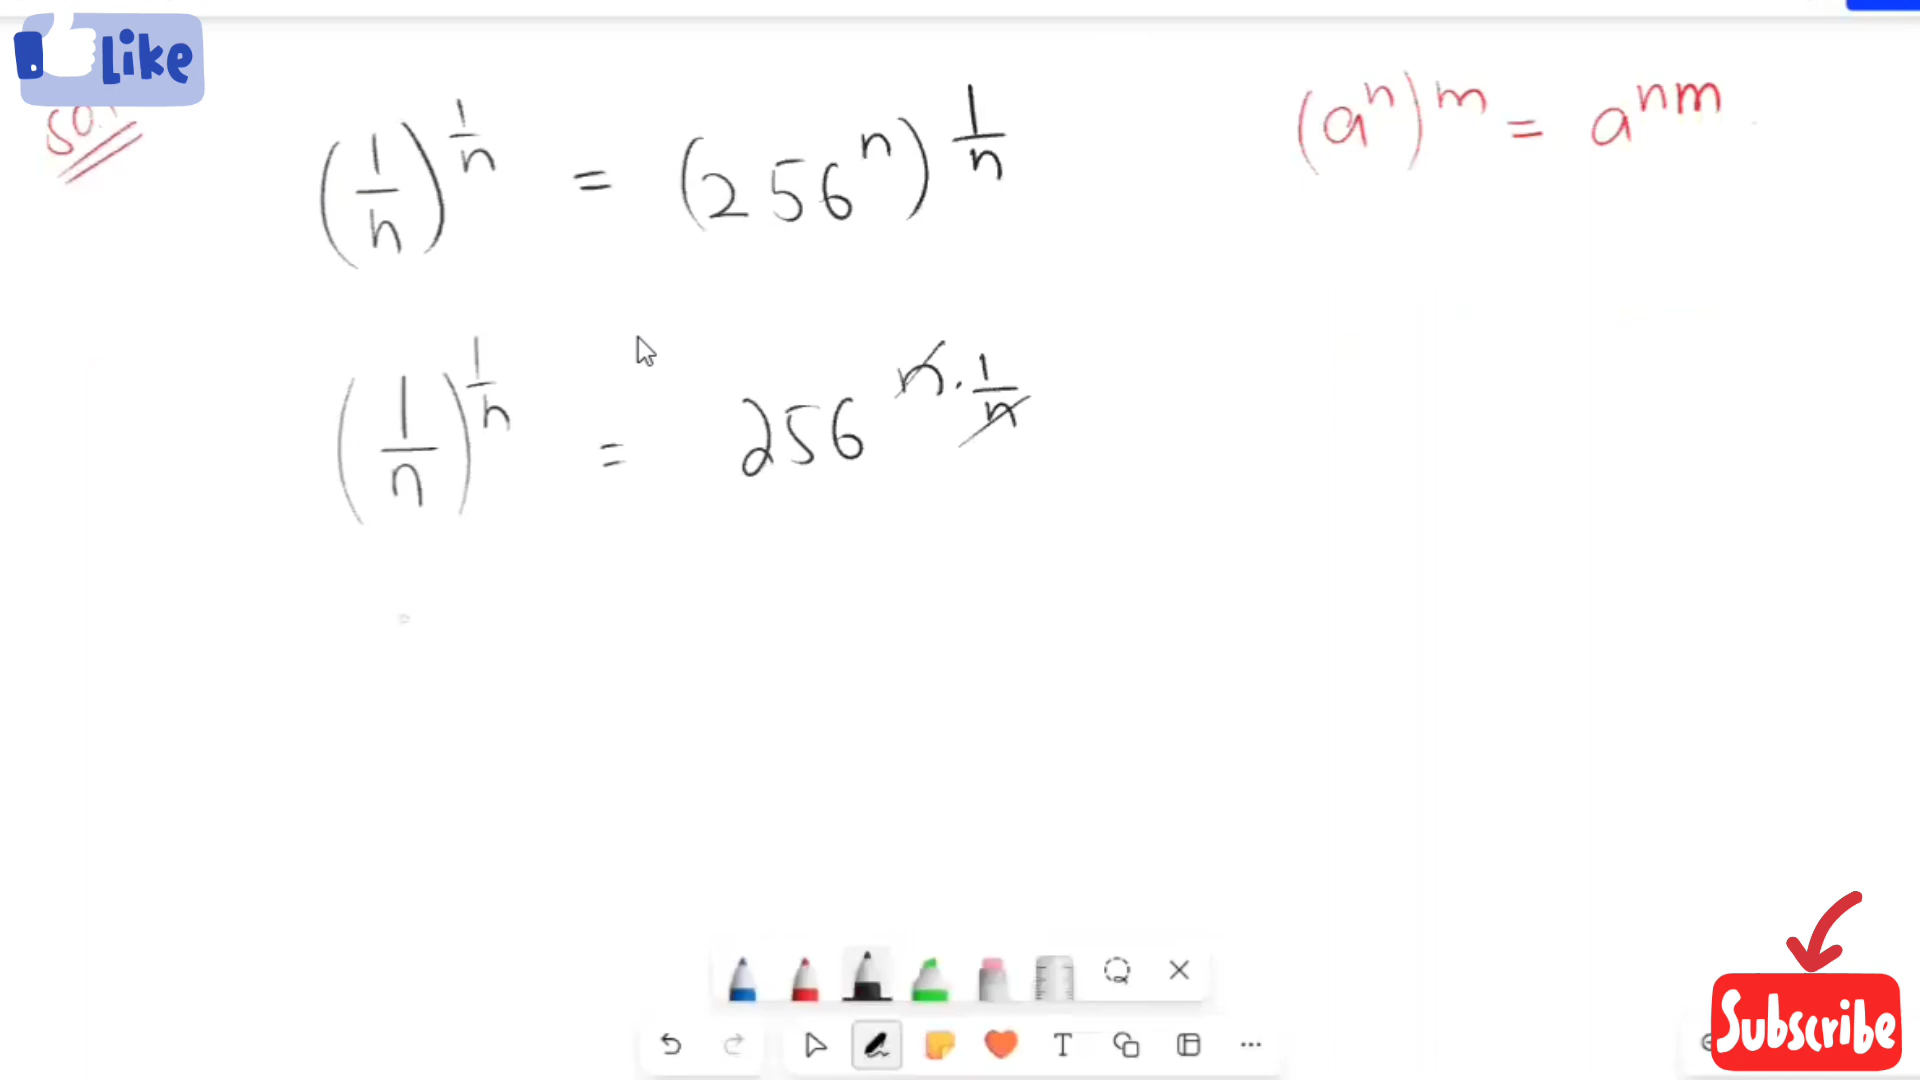 Like
(1/n)^(1/n) = (256^n)^(1/n)
(a^n)^m = a^(nm)
(1/n)^(1/n) = 256^(n·1/n)
T
Subscribe